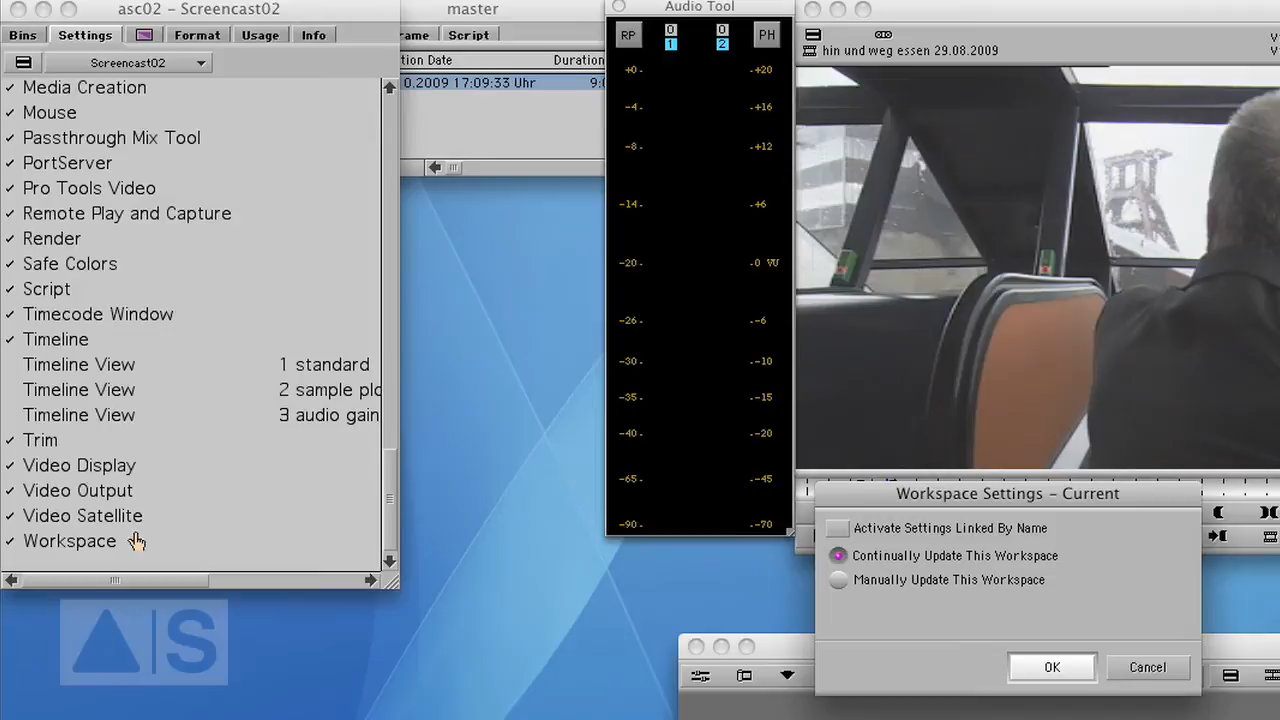 asc02 – Screencast02
Bins Settings Format Usage Info
Screencast02
Media Creation
Mouse
Passthrough Mix Tool
PortServer
Pro Tools Video
Remote Play and Capture
Render
Safe Colors
Script
Timecode Window
Timeline
Timeline View 1 standard
Timeline View 2 sample plo
Timeline View 3 audio gain
Trim
Video Display
Video Output
Video Satellite
Workspace
master
rame Script
tion Date Duration
0.2009 17:09:33 Uhr 9:0
Audio Tool
RP 0 0 PH
1 2
+0 +20
-4 +16
-8 +12
-14 +6
-20 -0 VU
-26 -6
-30 -10
-35 -15
-40 -20
-65 -45
-90 -70
hin und weg essen 29.08.2009
Workspace Settings – Current
Activate Settings Linked By Name
Continually Update This Workspace
Manually Update This Workspace
OK Cancel
A|S